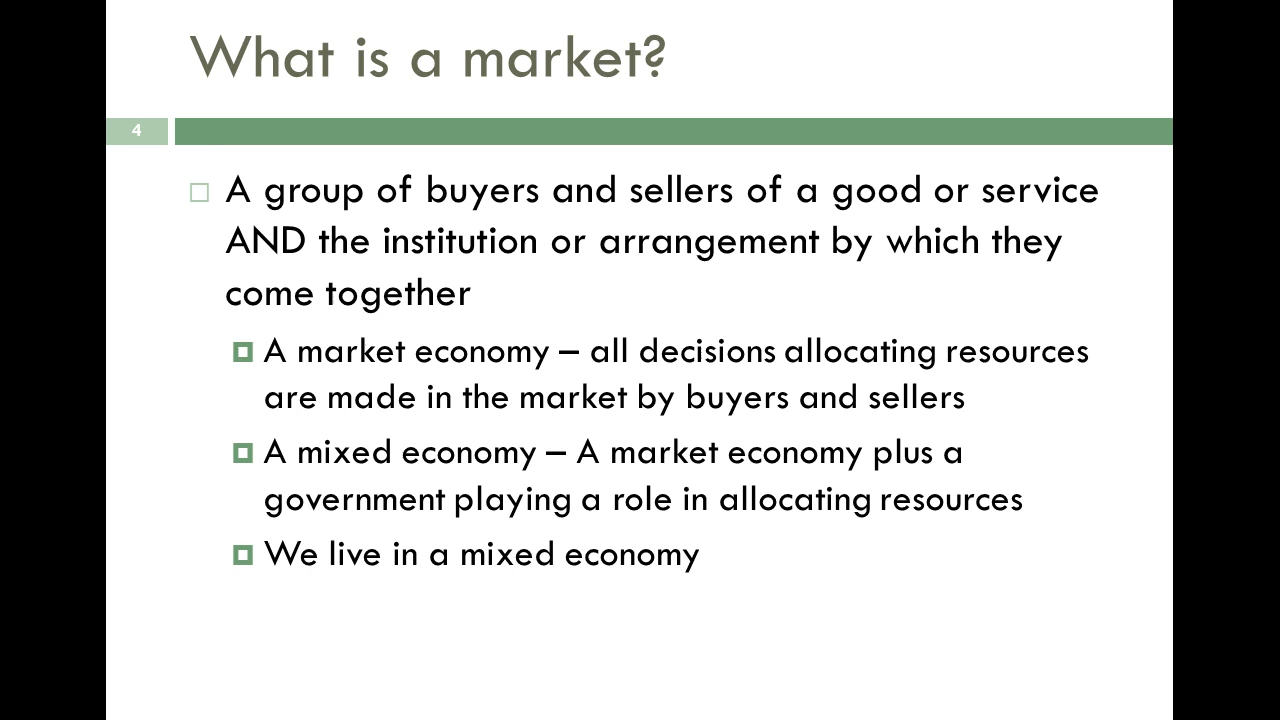 What is a market?
4
A group of buyers and sellers of a good or service
AND the institution or arrangement by which they
come together
A market economy – all decisions allocating resources
are made in the market by buyers and sellers
A mixed economy – A market economy plus a
government playing a role in allocating resources
We live in a mixed economy